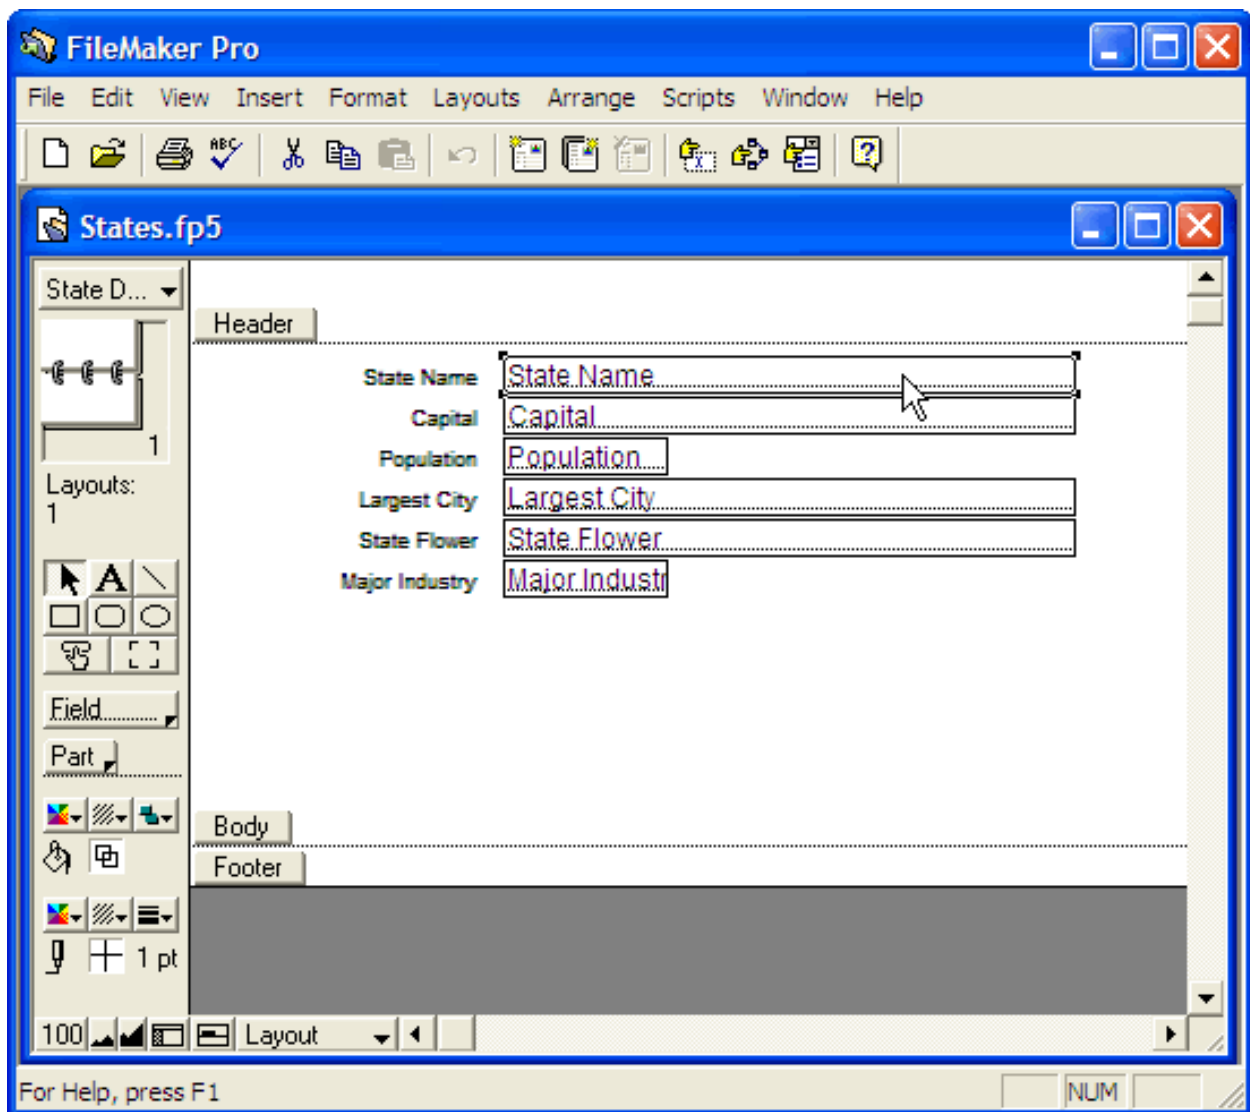 FileMaker Pro
File Edit View Insert Format Layouts Arrange Scripts Window Help
ABC
States.fp5
State D...
Header
State Name State Name
Capital Capital
Population Population
Largest City Largest City
State Flower State Flower
Major Industry Major Industr
1
Layouts:
1
A
Field
Part
Body
Footer
1 pt
100 Layout
For Help, press F1 NUM